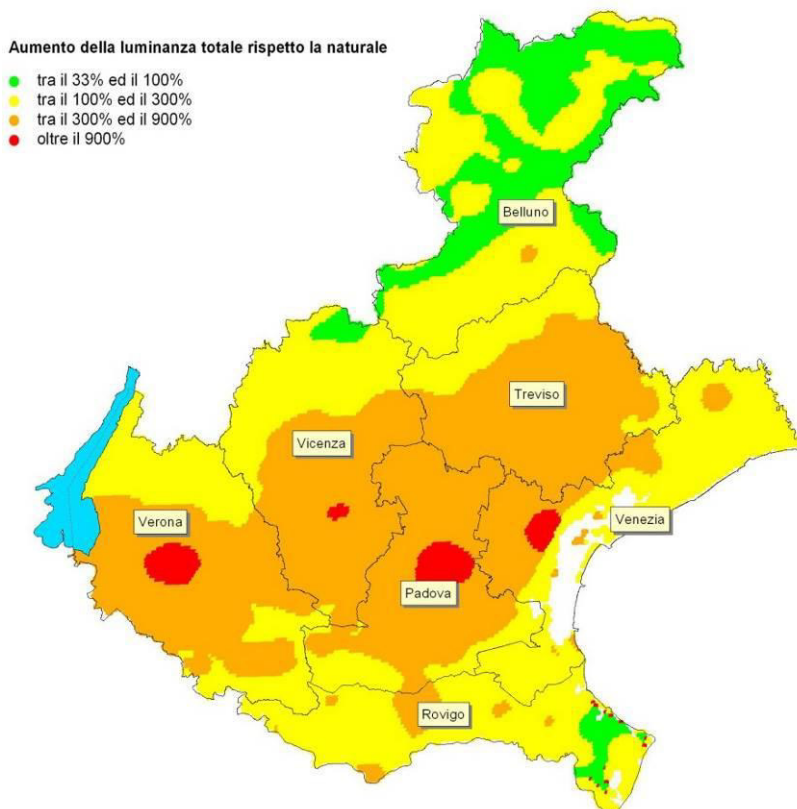 Aumento della luminanza totale rispetto la naturale
tra il 33% ed il 100%
tra il 100% ed il 300%
tra il 300% ed il 900%
oltre il 900%
Belluno
Treviso
Vicenza
Verona
Venezia
Padova
Rovigo